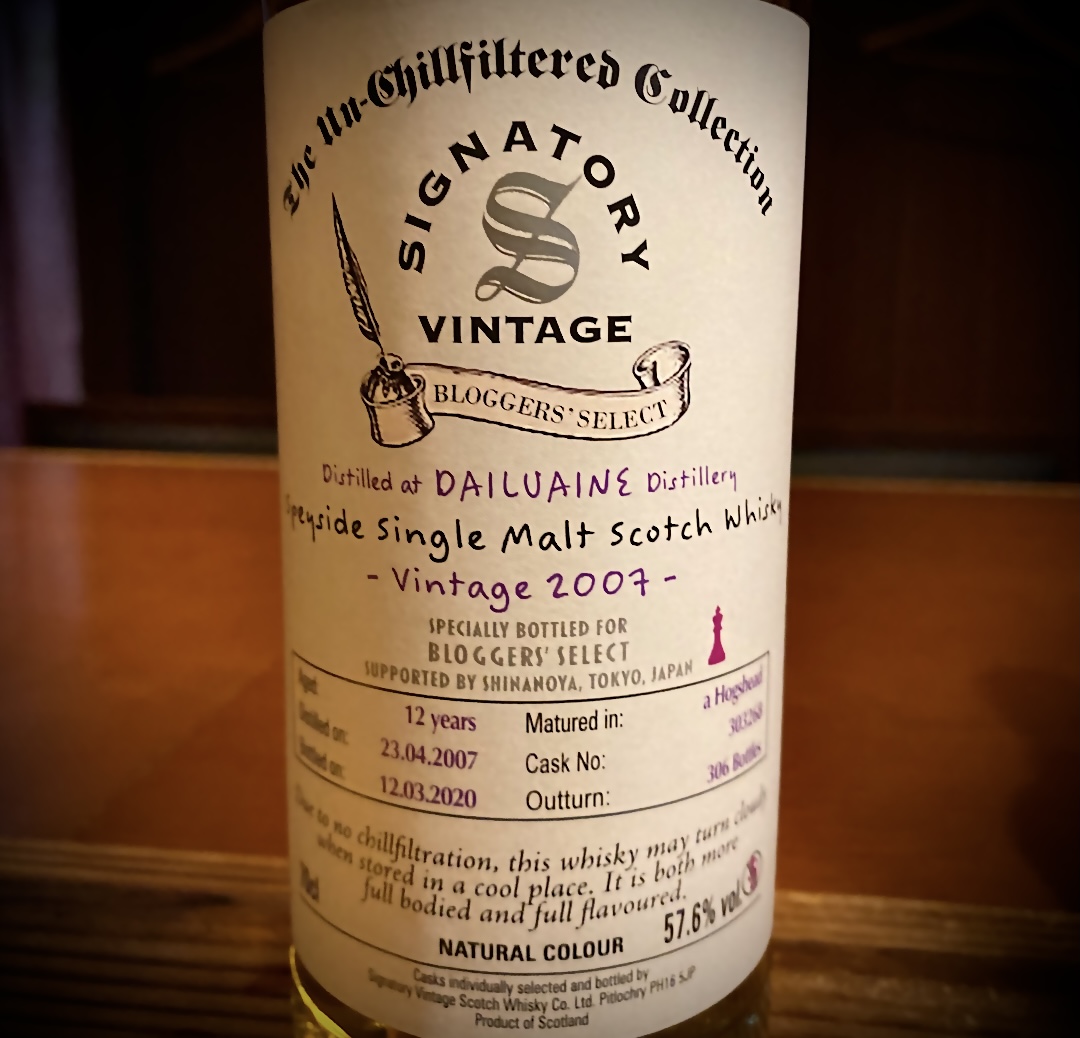 The Un-Chillfiltered Collection
SIGNATORY
S
VINTAGE
BLOGGERS' SELECT
Distilled at DAILUAINE Distillery
Speyside Single Malt Scotch Whisky
- Vintage 2007 -
SPECIALLY BOTTLED FOR
BLOGGERS' SELECT
SUPPORTED BY SHINANOYA, TOKYO, JAPAN
Aged: 12 years Matured in: a Hogshead
Distilled on: 23.04.2007 Cask No: 303268
Bottled on: 12.03.2020 Outturn: 306 Bottles
Due to no chillfiltration, this whisky may turn cloudy
when stored in a cool place. It is both more
full bodied and full flavoured.
70cl 57.6% vol
NATURAL COLOUR
Casks individually selected and bottled by
Signatory Vintage Scotch Whisky Co. Ltd. Pitlochry PH16 5JP
Product of Scotland